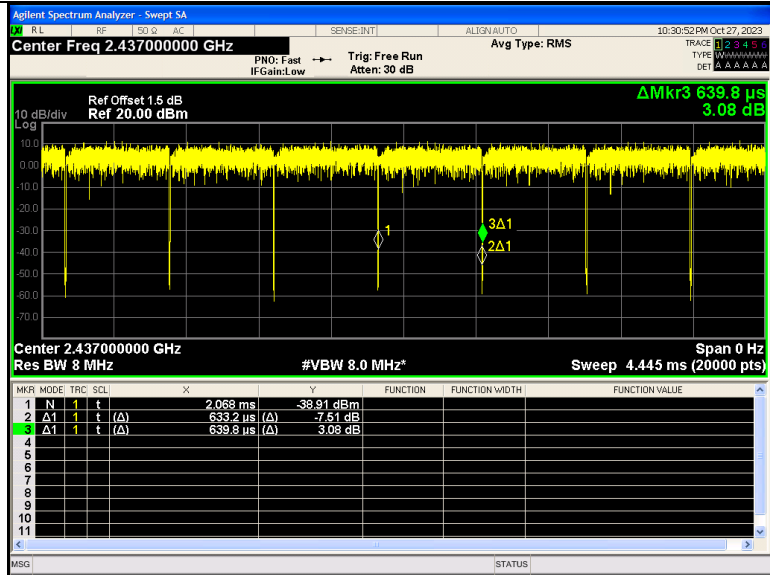 Agilent Spectrum Analyzer - Swept SA
LXI RL RF 50 Ω AC SENSE:INT ALIGN AUTO 10:30:52 PM Oct 27, 2023
Center Freq 2.437000000 GHz
PNO: Fast
IFGain:Low
Trig: Free Run
Atten: 30 dB
Avg Type: RMS
TRACE 1 2 3 4 5 6
TYPE
DET A A A A A A
ΔMkr3 639.8 µs
3.08 dB
Ref Offset 1.5 dB
10 dB/div Ref 20.00 dBm
Log
10.0
0.00
-10.0
-20.0
-30.0
-40.0
-50.0
-60.0
-70.0
1
3Δ1
2Δ1
Center 2.437000000 GHz Span 0 Hz
Res BW 8 MHz #VBW 8.0 MHz* Sweep 4.445 ms (20000 pts)
MKR MODE TRC SCL X Y FUNCTION FUNCTION WIDTH FUNCTION VALUE
1 N 1 t 2.068 ms -38.91 dBm
2 Δ1 1 t (Δ) 633.2 µs (Δ) -7.51 dB
3 Δ1 1 t (Δ) 639.8 µs (Δ) 3.08 dB
4
5
6
7
8
9
10
11
MSG STATUS